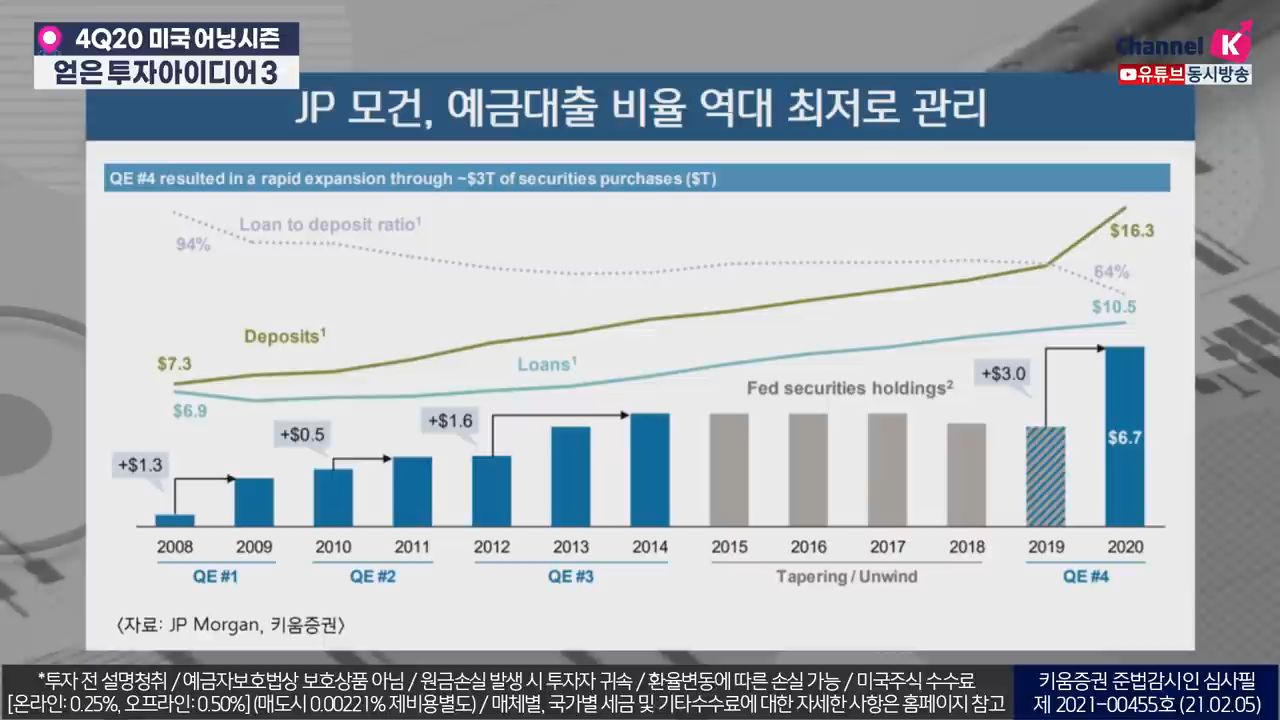 4Q20 미국 어닝시즌
얻은 투자아이디어 3
Channel K
유튜브동시방송
JP 모건, 예금대출 비율 역대 최저로 관리
QE #4 resulted in a rapid expansion through ~$3T of securities purchases ($T)
Loan to deposit ratio¹
94%
$16.3
64%
$10.5
Deposits¹
$7.3
Loans¹
$6.9
Fed securities holdings²
+$3.0
+$1.6
+$0.5
+$1.3
$6.7
2008 2009 2010 2011 2012 2013 2014 2015 2016 2017 2018 2019 2020
QE #1 QE #2 QE #3 Tapering / Unwind QE #4
〈자료: JP Morgan, 키움증권〉
*투자 전 설명청취 / 예금자보호법상 보호상품 아님 / 원금손실 발생 시 투자자 귀속 / 환율변동에 따른 손실 가능 / 미국주식 수수료
[온라인: 0.25%, 오프라인: 0.50%] (매도시 0.00221% 제비용별도) / 매체별, 국가별 세금 및 기타수수료에 대한 자세한 사항은 홈페이지 참고
키움증권 준법감시인 심사필
제 2021-00455호 (21.02.05)